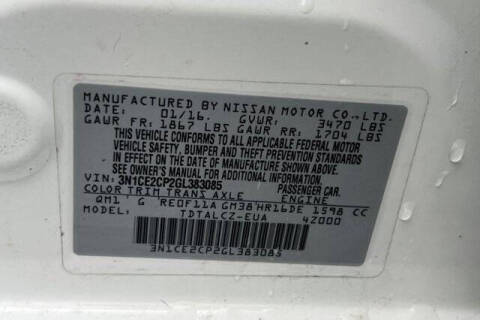 MANUFACTURED BY NISSAN MOTOR CO., LTD.
DATE: 01/16. GVWR: 3470 LBS
GAWR FR: 1867 LBS GAWR RR: 1704 LBS
THIS VEHICLE CONFORMS TO ALL APPLICABLE FEDERAL MOTOR
VEHICLE SAFETY, BUMPER AND THEFT PREVENTION STANDARDS
IN EFFECT ON THE DATE OF MANUFACTURE SHOWN ABOVE.
SEE OWNER'S MANUAL FOR ADDITIONAL INFORMATION.
VIN: 3N1CE2CP2GL383085 PASSENGER CAR.
COLOR TRIM TRANS AXLE ENGINE
QM1 G RE0F11A GM38 HR16DE 1598 CC
MODEL: TDTALCZ-EUA 42000
3N1CE2CP2GL383085